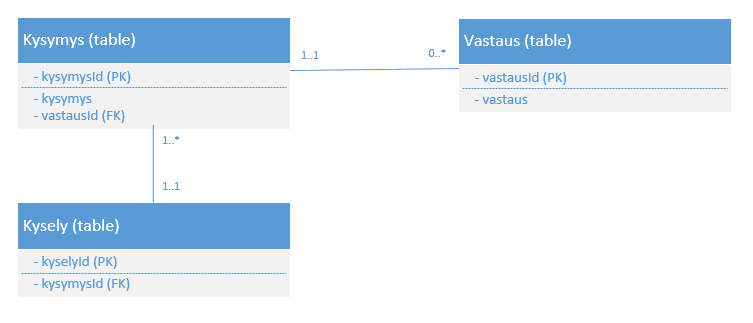 Kysymys (table)
- kysymysId (PK)
- kysymys
- vastausId (FK)
1..1
0..*
Vastaus (table)
- vastausId (PK)
- vastaus
1..*
1..1
Kysely (table)
- kyselyId (PK)
- kysymysId (FK)